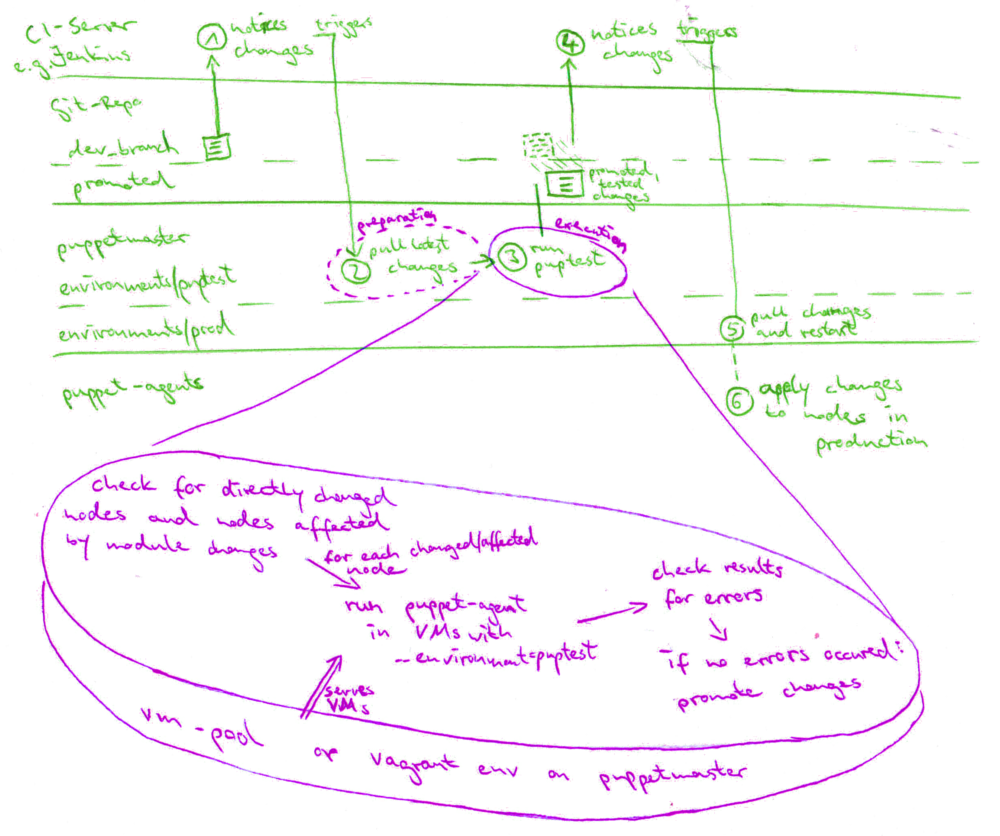 CI-Server
e.g. Jenkins
1
notices
changes
triggers
4
notices
changes
triggers
Git-Repo
dev_branch
promoted
promoted,
tested
changes
puppetmaster
environments/puptest
preparation
2
pull latest
changes
execution
3
run
puptest
environments/prod
5
pull changes
and restart
puppet-agents
6
apply changes
to nodes in
production
check for directly changed
nodes and nodes affected
by module changes
for each changed/affected
node
run puppet-agent
in VMs with
--environment=puptest
check results
for errors
if no errors occured:
promote changes
serves
VMs
vm-pool or vagrant env on puppetmaster